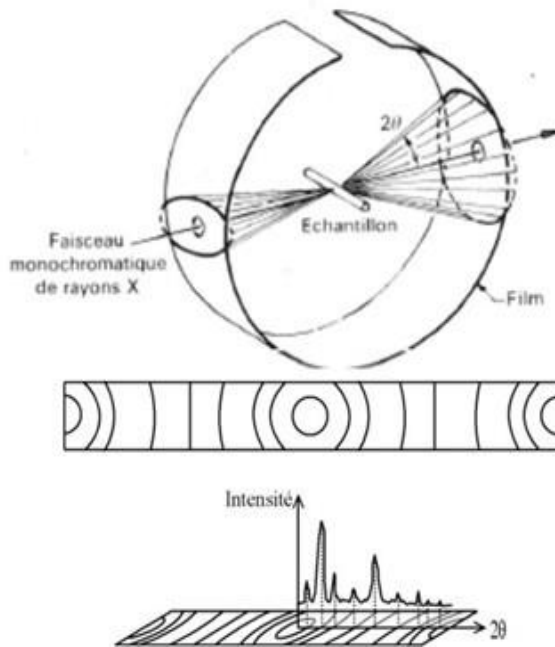 2θ
Echantillon
Faisceau
monochromatique
de rayons X
Film
Intensité
2θ